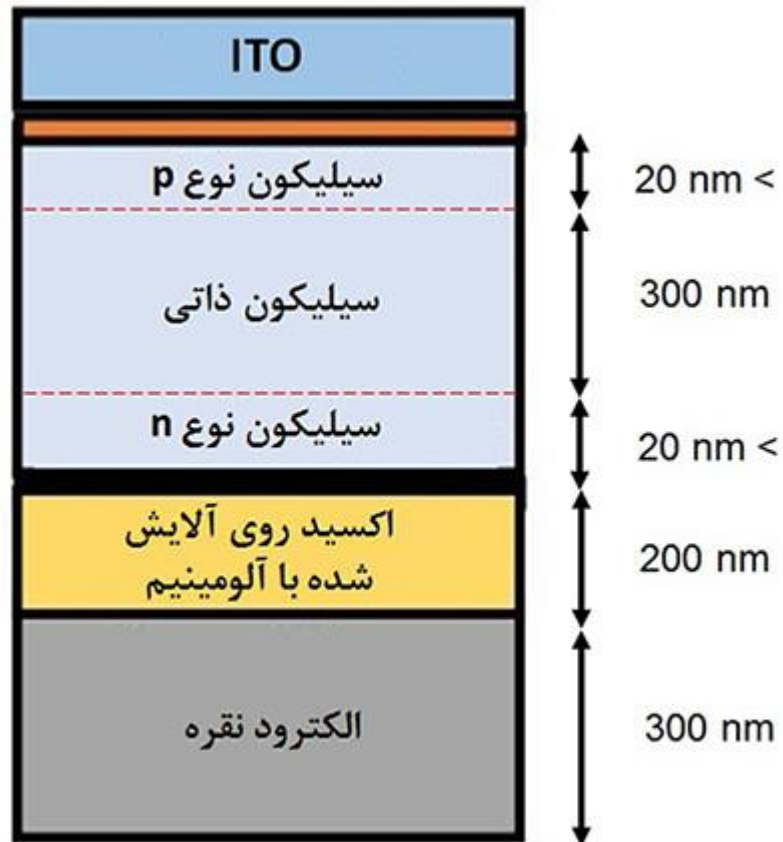 ITO
سیلیکون نوع p
20 nm <
سیلیکون ذاتی
300 nm
سیلیکون نوع n
20 nm <
اکسید روی آلایش
شده با آلومینیم
200 nm
الکترود نقره
300 nm